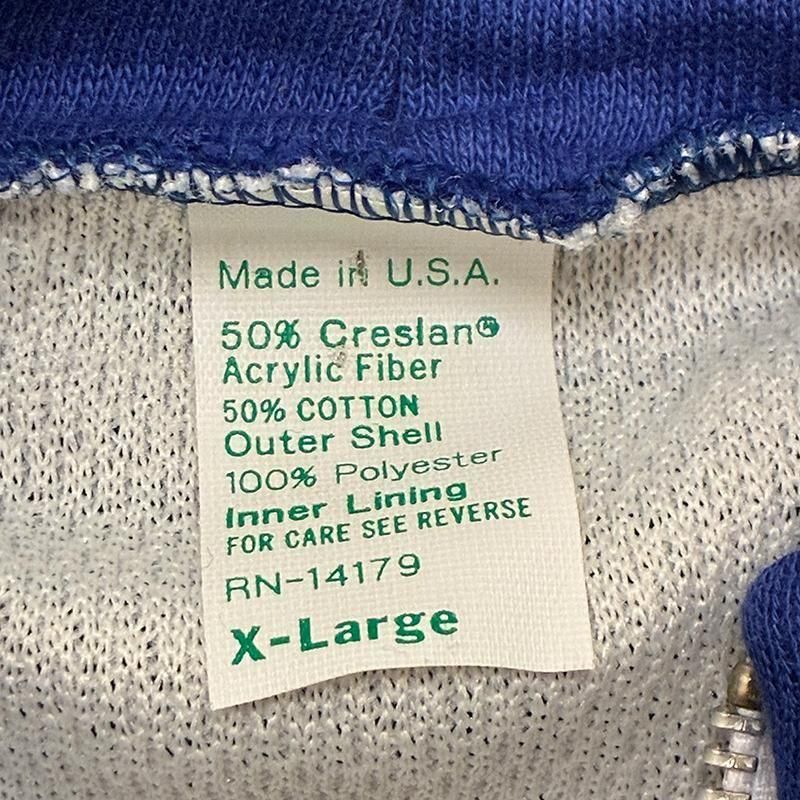 Made in U.S.A.
50% Creslan®
Acrylic Fiber
50% COTTON
Outer Shell
100% Polyester
Inner Lining
FOR CARE SEE REVERSE
RN-14179
X-Large